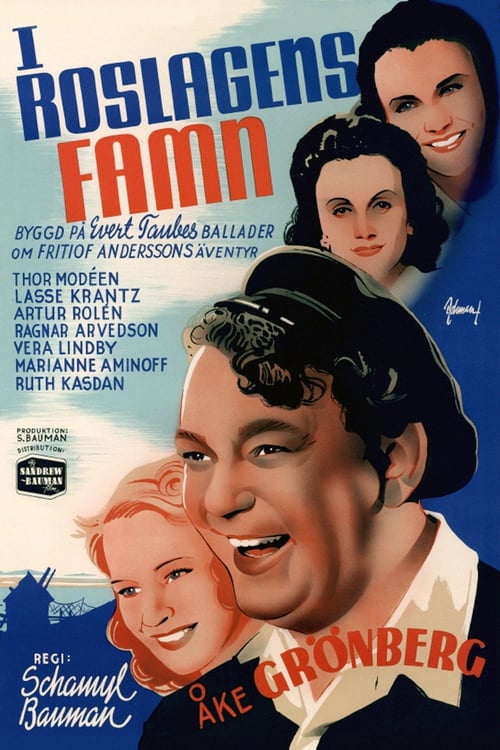 I
ROSLAGENS
FAMN
BYGGD PÅ Evert Taubes BALLADER
OM FRITIOF ANDERSSONS ÄVENTYR
THOR MODÉEN
LASSE KRANTZ
ARTUR ROLÉN
RAGNAR ARVEDSON
VERA LINDBY
MARIANNE AMINOFF
RUTH KASDAN
PRODUKTION:
S. BAUMAN
DISTRIBUTION:
SANDREW
BAUMAN
film
REGI:
Schamyl
Bauman
ÅKE GRÖNBERG